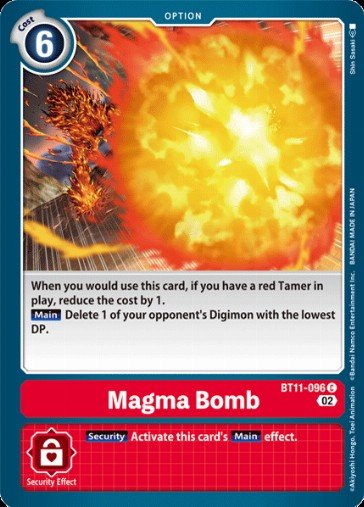 OPTION
Cost
6
Shin Sasaki
BANDAI MADE IN JAPAN
©Bandai Namco Entertainment Inc.
©Akiyoshi Hongo, Toei Animation
When you would use this card, if you have a red Tamer in
play, reduce the cost by 1.
Main Delete 1 of your opponent's Digimon with the lowest
DP.
BT11-096 C
Magma Bomb
02
Security Activate this card's Main effect.
Security Effect